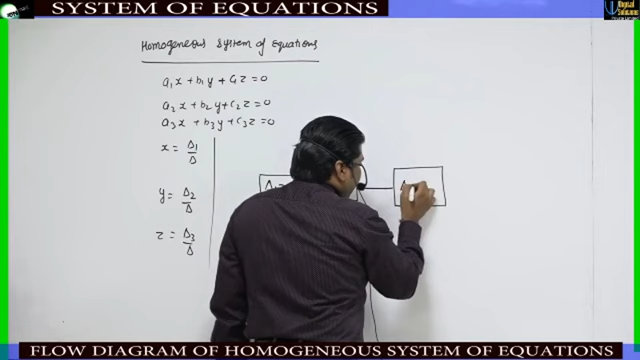 SYSTEM OF EQUATIONS
Homogeneous System of Equations
a₁x + b₁y + c₁z = 0
a₂x + b₂y + c₂z = 0
a₃x + b₃y + c₃z = 0
x = Δ₁/Δ
y = Δ₂/Δ
z = Δ₃/Δ
FLOW DIAGRAM OF HOMOGENEOUS SYSTEM OF EQUATIONS